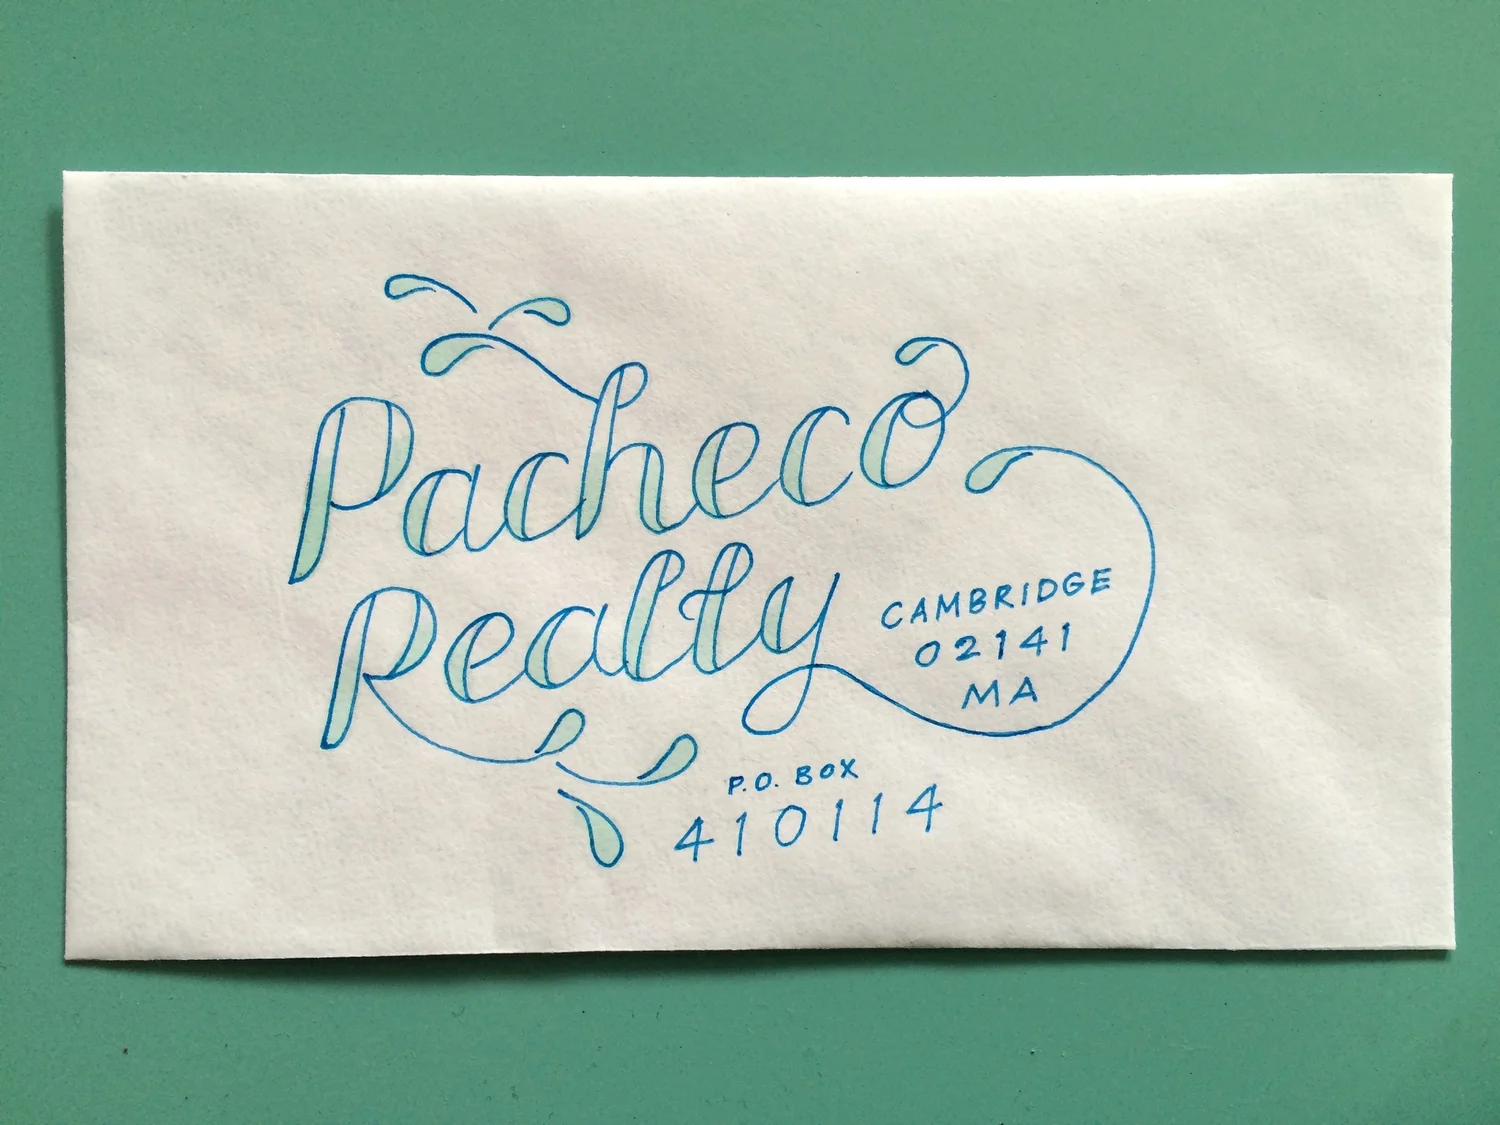 Pacheco
Realty
CAMBRIDGE
02141
MA
P.O. BOX
410114